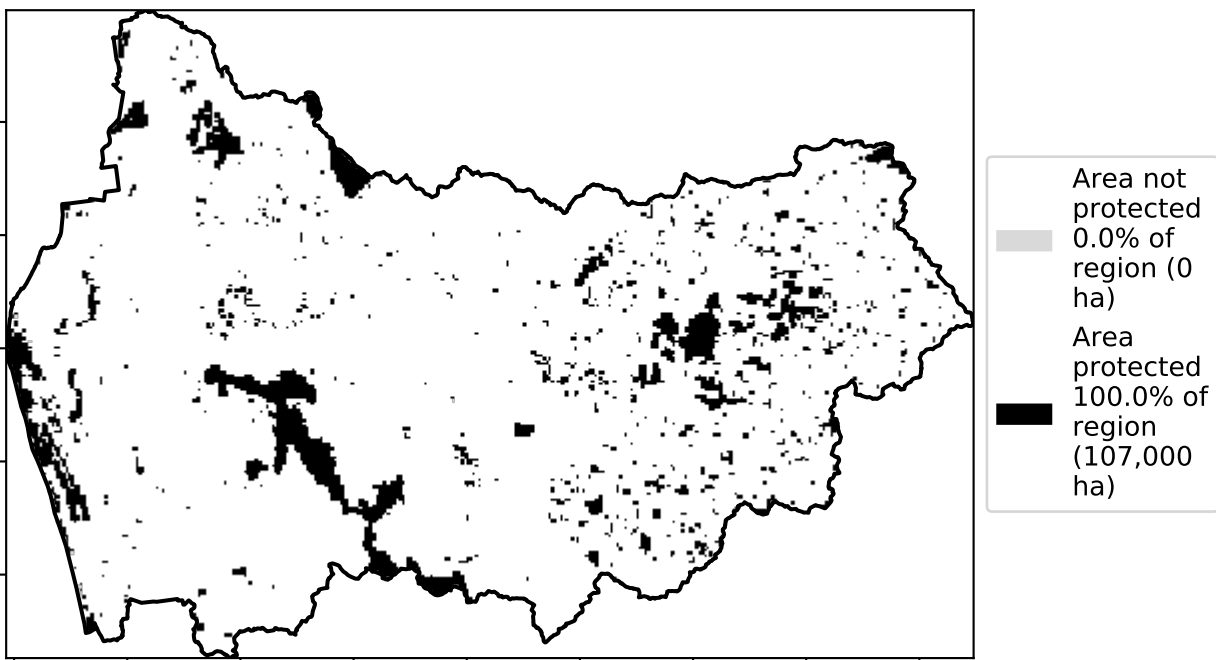 Area not
protected
0.0% of
region (0
ha)
Area
protected
100.0% of
region
(107,000
ha)